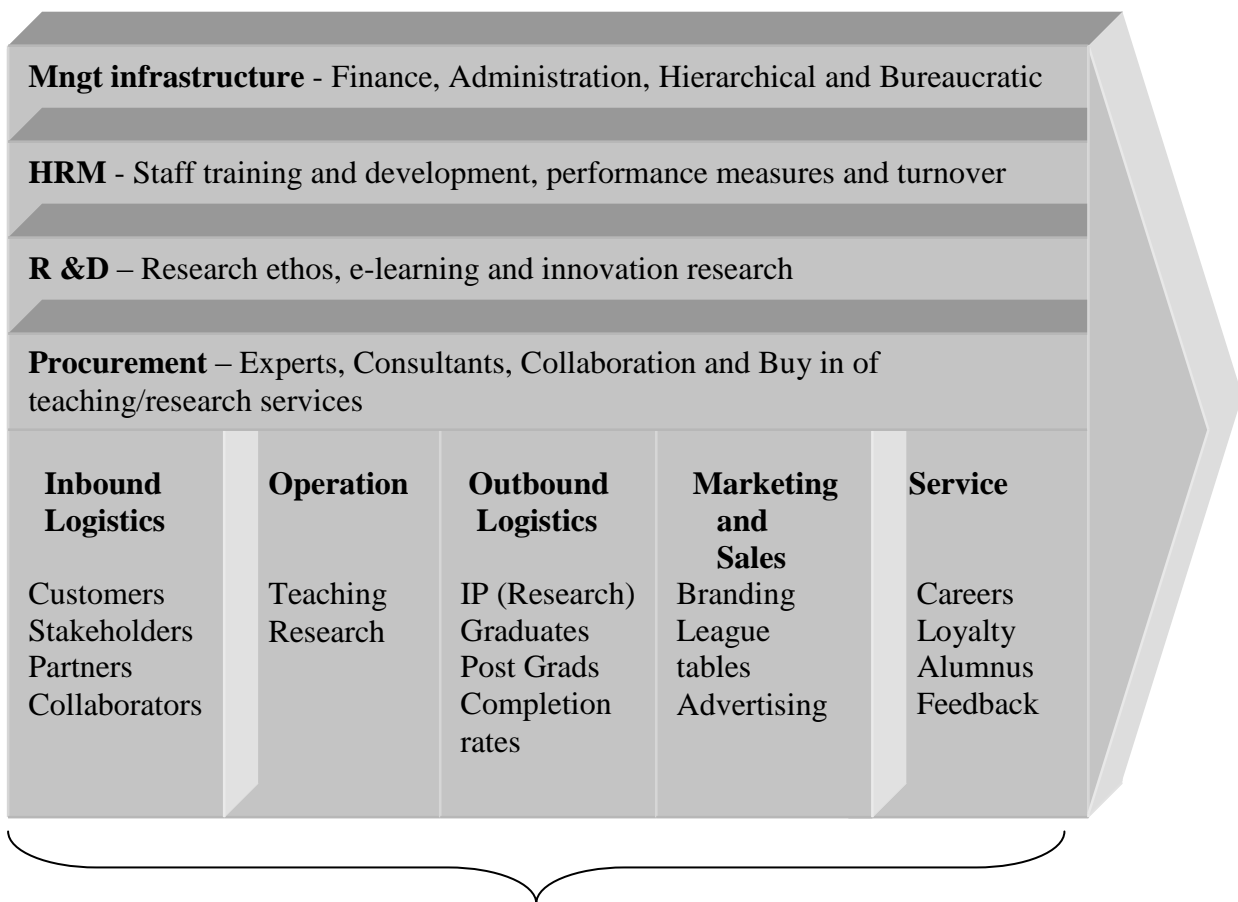 Mngt infrastructure - Finance, Administration, Hierarchical and Bureaucratic
HRM - Staff training and development, performance measures and turnover
R &D – Research ethos, e-learning and innovation research
Procurement – Experts, Consultants, Collaboration and Buy in of
teaching/research services
Inbound
Logistics
Customers
Stakeholders
Partners
Collaborators
Operation
Teaching
Research
Outbound
Logistics
IP (Research)
Graduates
Post Grads
Completion
rates
Marketing
and
Sales
Branding
League
tables
Advertising
Service
Careers
Loyalty
Alumnus
Feedback